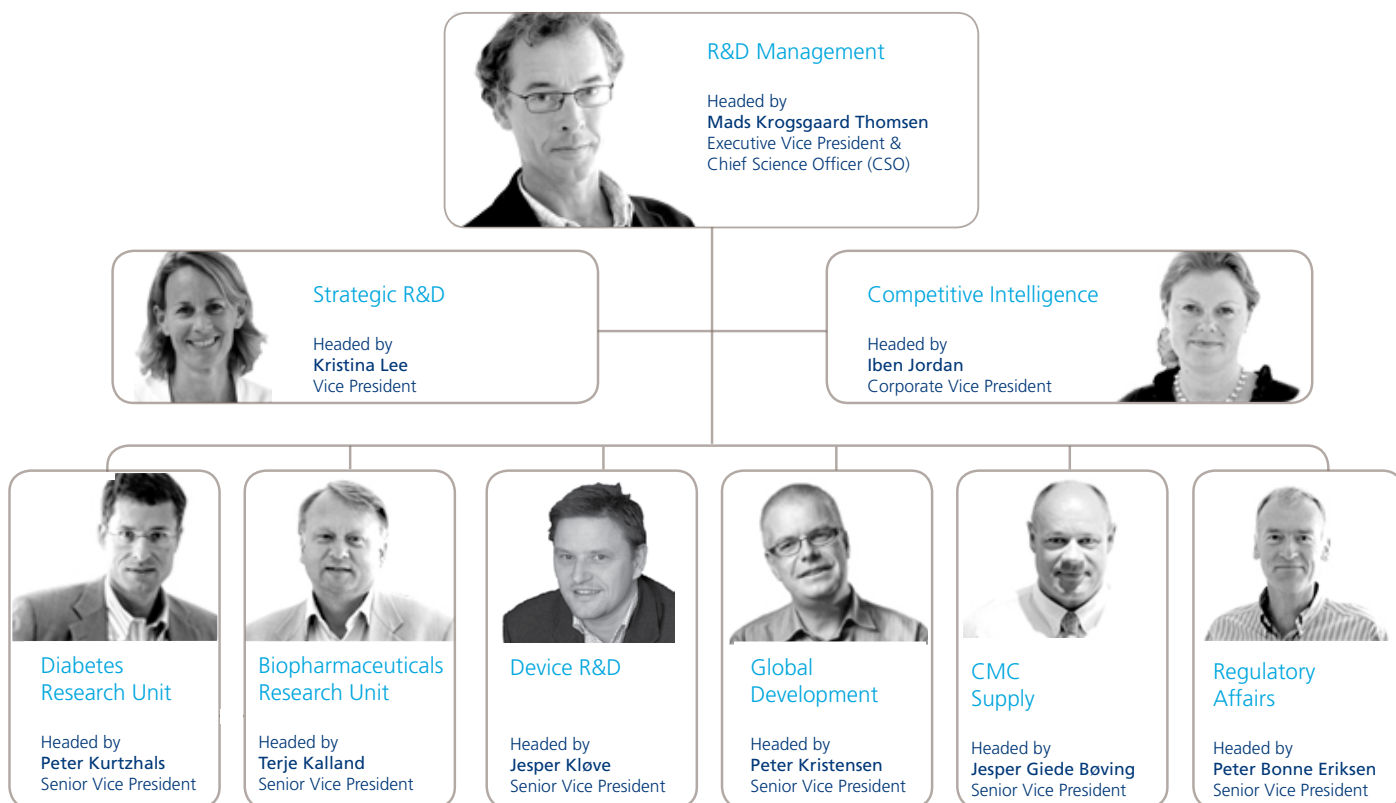 R&D Management
Headed by
Mads Krogsgaard Thomsen
Executive Vice President &
Chief Science Officer (CSO)
Strategic R&D
Headed by
Kristina Lee
Vice President
Competitive Intelligence
Headed by
Iben Jordan
Corporate Vice President
Diabetes
Research Unit
Headed by
Peter Kurtzhals
Senior Vice President
Biopharmaceuticals
Research Unit
Headed by
Terje Kalland
Senior Vice President
Device R&D
Headed by
Jesper Kløve
Senior Vice President
Global
Development
Headed by
Peter Kristensen
Senior Vice President
CMC
Supply
Headed by
Jesper Giede Bøving
Senior Vice President
Regulatory
Affairs
Headed by
Peter Bonne Eriksen
Senior Vice President